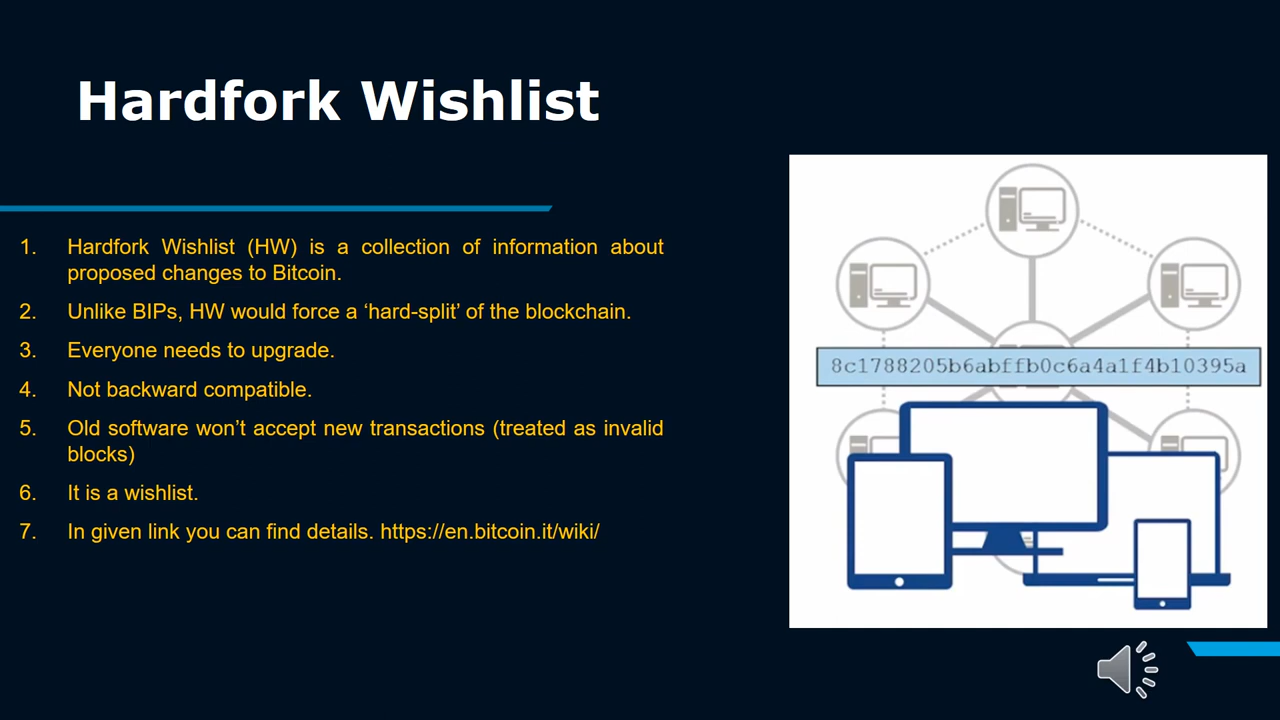 Hardfork Wishlist
1. Hardfork Wishlist (HW) is a collection of information about
proposed changes to Bitcoin.
2. Unlike BIPs, HW would force a ‘hard-split’ of the blockchain.
3. Everyone needs to upgrade.
4. Not backward compatible.
5. Old software won’t accept new transactions (treated as invalid
blocks)
6. It is a wishlist.
7. In given link you can find details. https://en.bitcoin.it/wiki/
8c1788205b6abffb0c6a4a1f4b10395a